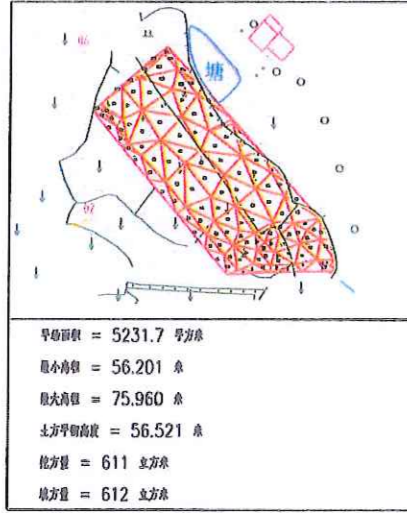 塘
平场面积 = 5231.7 平方米
最小高程 = 56.201 米
最大高程 = 75.960 米
土方平衡高度 = 56.521 米
挖方量 = 611 立方米
填方量 = 612 立方米